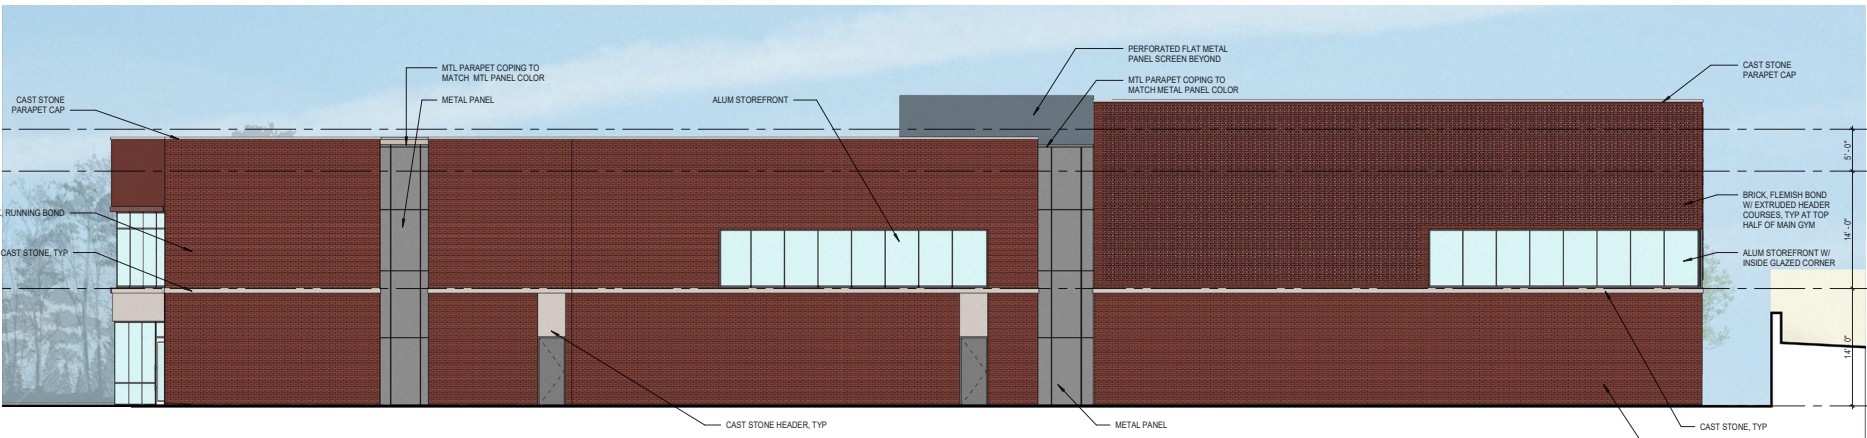 PERFORATED FLAT METAL
PANEL SCREEN BEYOND
MTL PARAPET COPING TO
MATCH MTL PANEL COLOR
CAST STONE
PARAPET CAP
MTL PARAPET COPING TO
MATCH METAL PANEL COLOR
CAST STONE
PARAPET CAP
METAL PANEL
ALUM STOREFRONT
5'-0"
BRICK, FLEMISH BOND
W/ EXTRUDED HEADER
COURSES, TYP AT TOP
HALF OF MAIN GYM
, RUNNING BOND
14'-0"
CAST STONE, TYP
ALUM STOREFRONT W/
INSIDE GLAZED CORNER
14'-0"
CAST STONE HEADER, TYP
METAL PANEL
CAST STONE, TYP